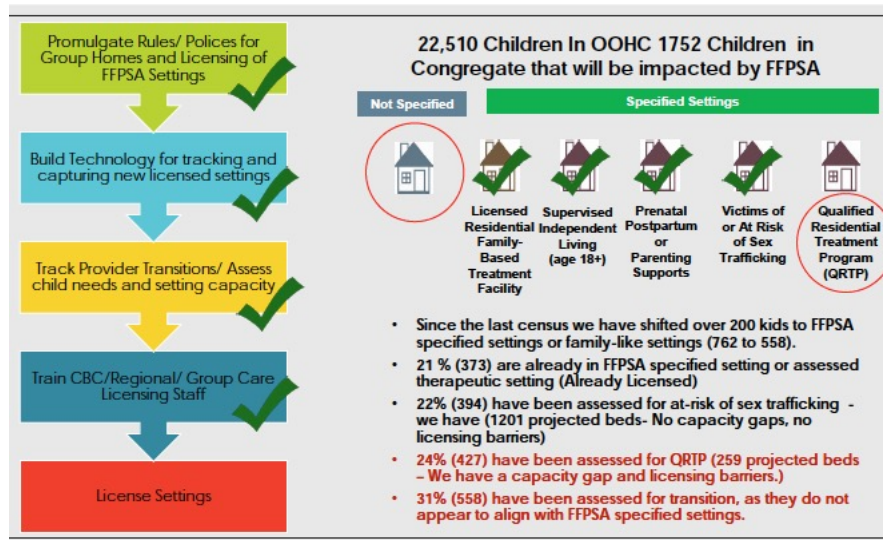 Promulgate Rules/ Polices for
Group Homes and Licensing of
FFPSA Settings
Build Technology for tracking and
capturing new licensed settings
Track Provider Transitions/ Assess
child needs and setting capacity
Train CBC/Regional/ Group Care
Licensing Staff
License Settings
22,510 Children In OOHC 1752 Children in
Congregate that will be impacted by FFPSA
Not Specified
Specified Settings
Licensed
Residential
Family-
Based
Treatment
Facility
Supervised
Independent
Living
(age 18+)
Prenatal
Postpartum
or
Parenting
Supports
Victims of
or At Risk
of Sex
Trafficking
Qualified
Residential
Treatment
Program
(QRTP)
• Since the last census we have shifted over 200 kids to FFPSA
specified settings or family-like settings (762 to 558).
• 21 % (373) are already in FFPSA specified setting or assessed
therapeutic setting (Already Licensed)
• 22% (394) have been assessed for at-risk of sex trafficking -
we have (1201 projected beds- No capacity gaps, no
licensing barriers)
• 24% (427) have been assessed for QRTP (259 projected beds
– We have a capacity gap and licensing barriers.)
• 31% (558) have been assessed for transition, as they do not
appear to align with FFPSA specified settings.